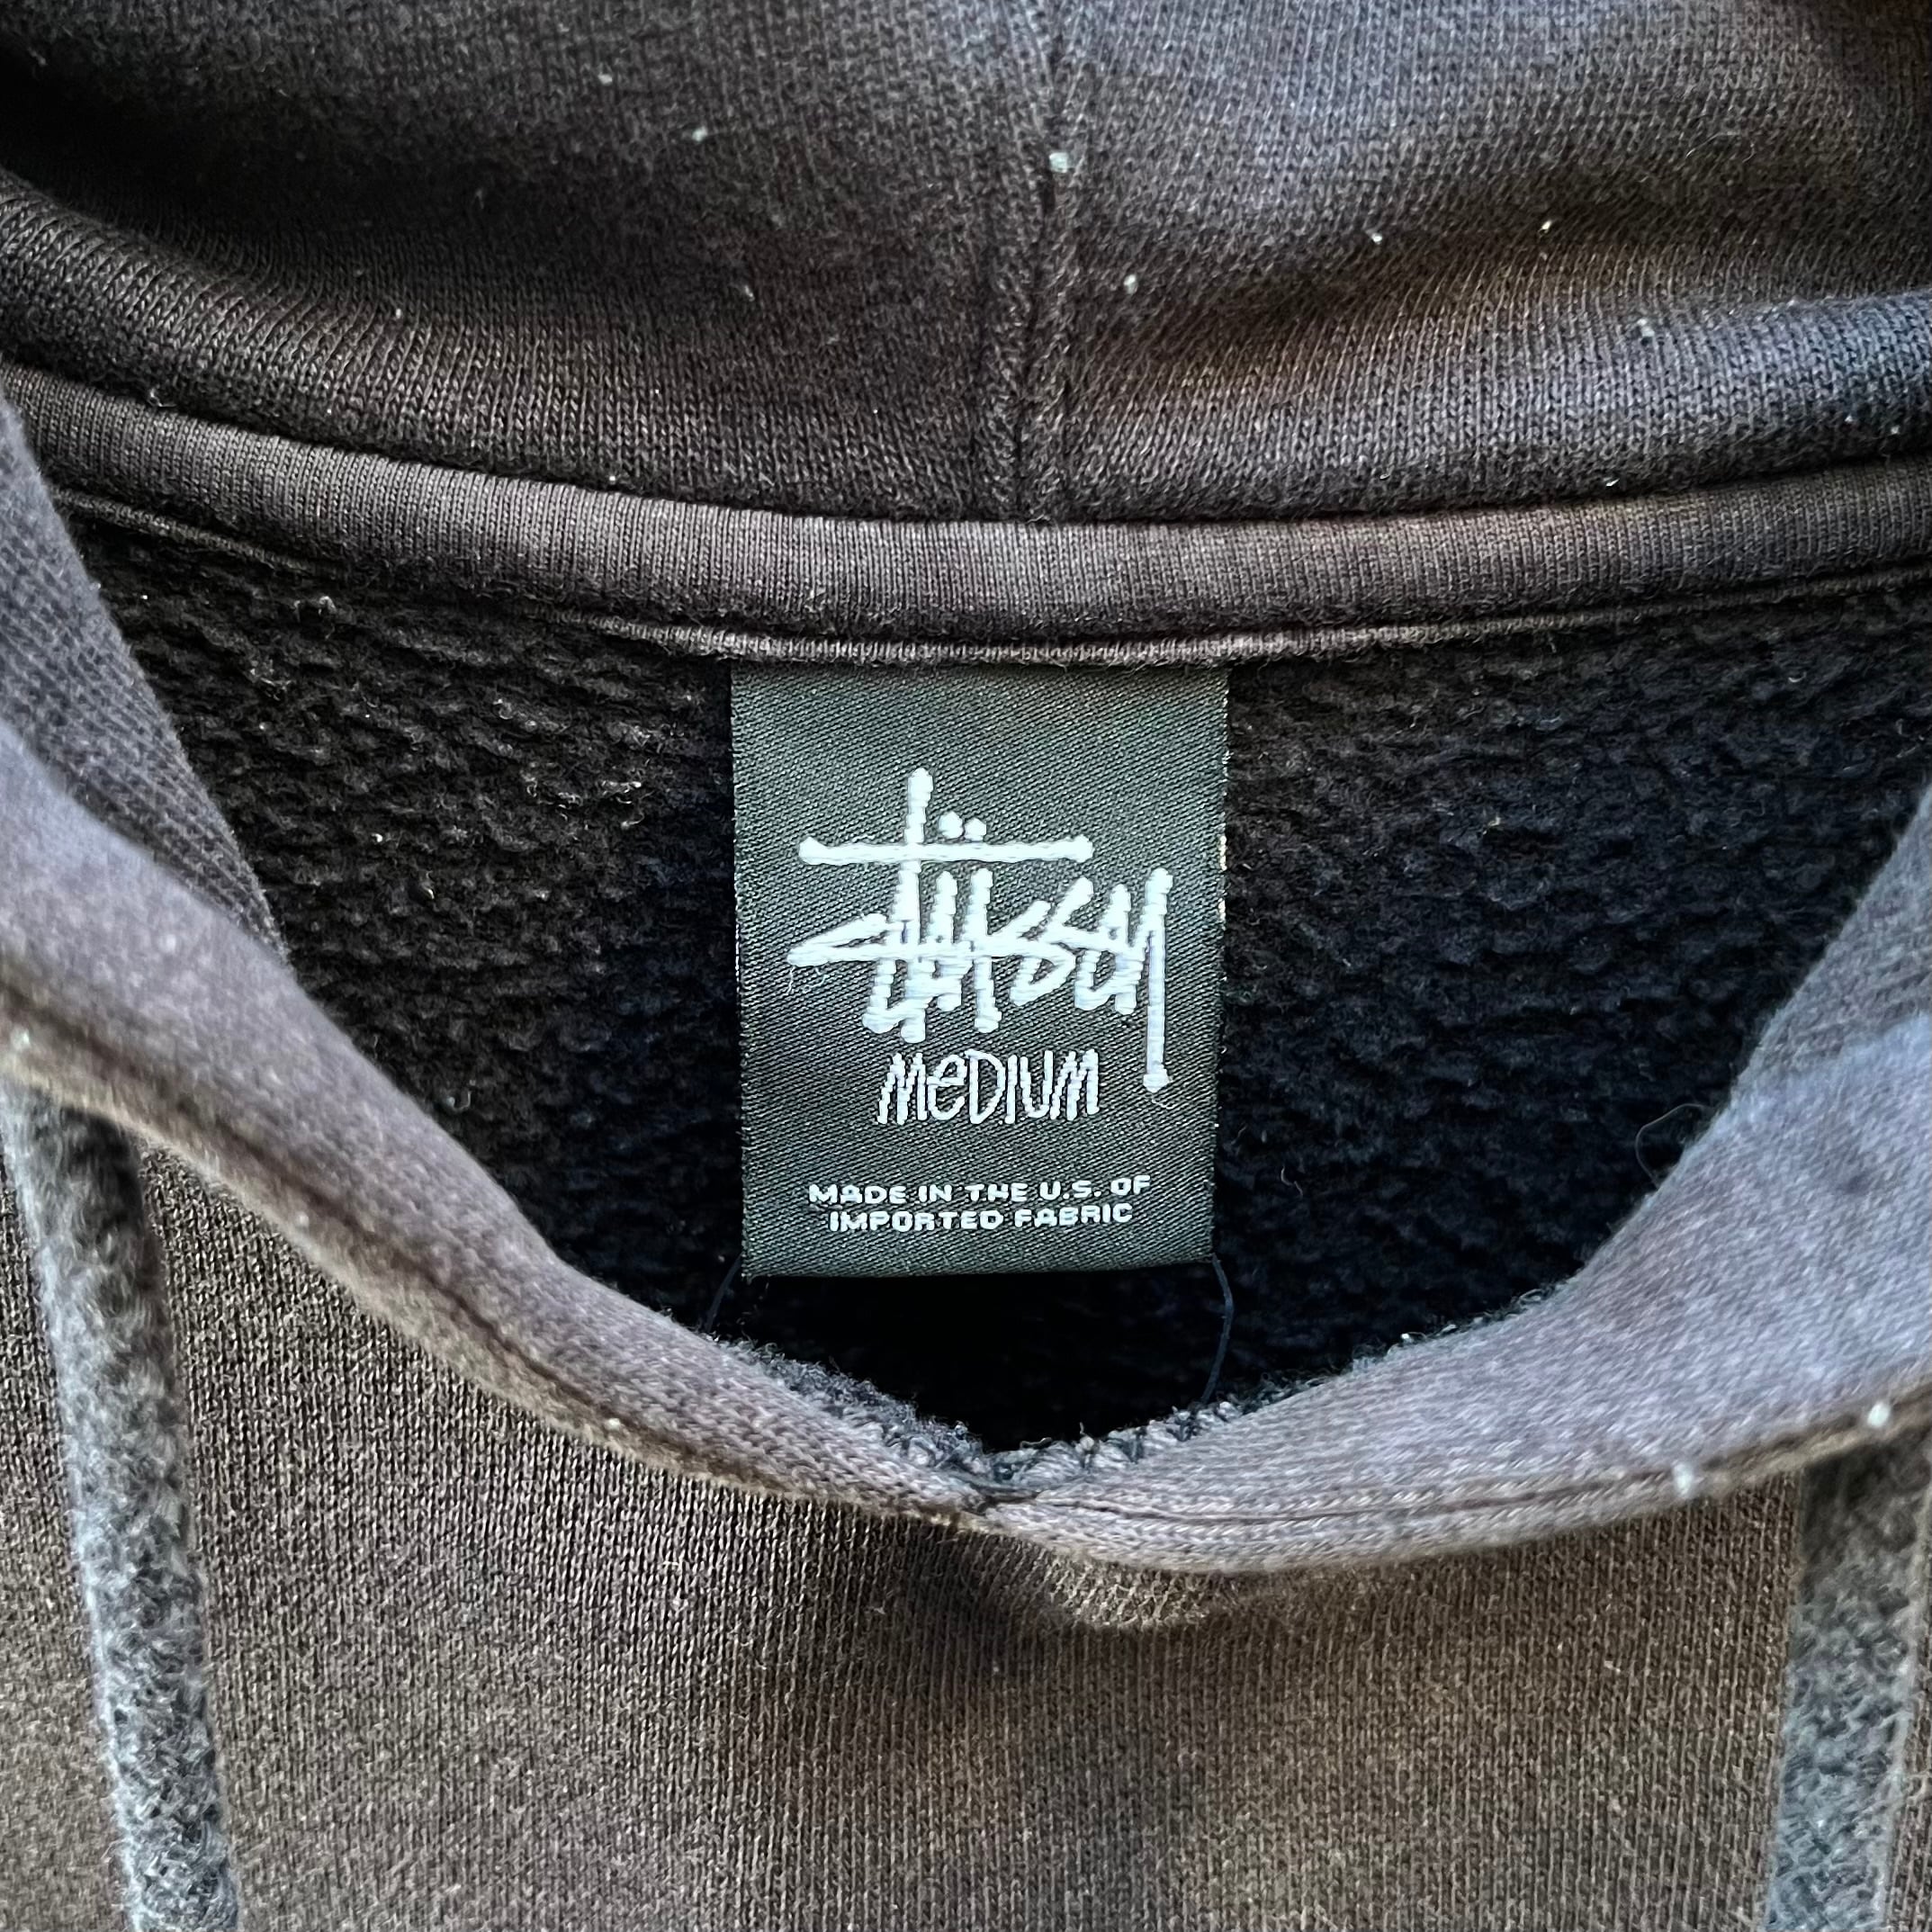 Stüssy
MeDIUM
MADE IN THE U.S. OF
IMPORTED FABRIC